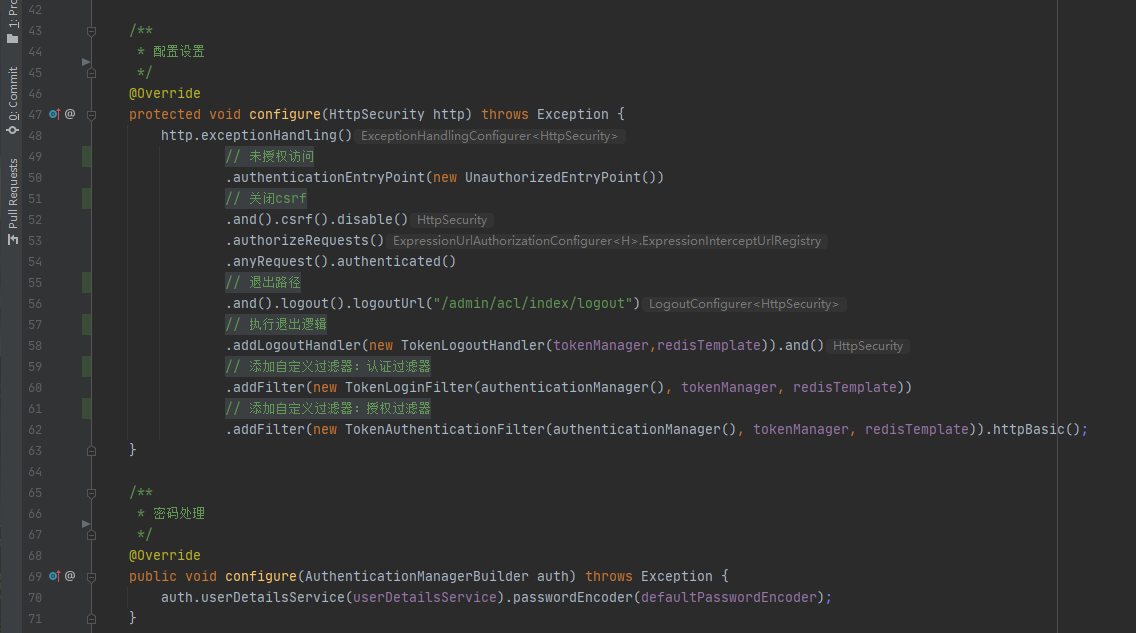 1: Pro
0: Commit
Pull Requests
42
43 /**
44 * 配置设置
45 */
46 @Override
47 @ protected void configure(HttpSecurity http) throws Exception {
48 http.exceptionHandling() ExceptionHandlingConfigurer<HttpSecurity>
49 // 未授权访问
50 .authenticationEntryPoint(new UnauthorizedEntryPoint())
51 // 关闭csrf
52 .and().csrf().disable() HttpSecurity
53 .authorizeRequests() ExpressionUrlAuthorizationConfigurer<H>.ExpressionInterceptUrlRegistry
54 .anyRequest().authenticated()
55 // 退出路径
56 .and().logout().logoutUrl("/admin/acl/index/logout") LogoutConfigurer<HttpSecurity>
57 // 执行退出逻辑
58 .addLogoutHandler(new TokenLogoutHandler(tokenManager,redisTemplate)).and() HttpSecurity
59 // 添加自定义过滤器: 认证过滤器
60 .addFilter(new TokenLoginFilter(authenticationManager(), tokenManager, redisTemplate))
61 // 添加自定义过滤器: 授权过滤器
62 .addFilter(new TokenAuthenticationFilter(authenticationManager(), tokenManager, redisTemplate)).httpBasic();
63 }
64
65 /**
66 * 密码处理
67 */
68 @Override
69 @ public void configure(AuthenticationManagerBuilder auth) throws Exception {
70 auth.userDetailsService(userDetailsService).passwordEncoder(defaultPasswordEncoder);
71 }